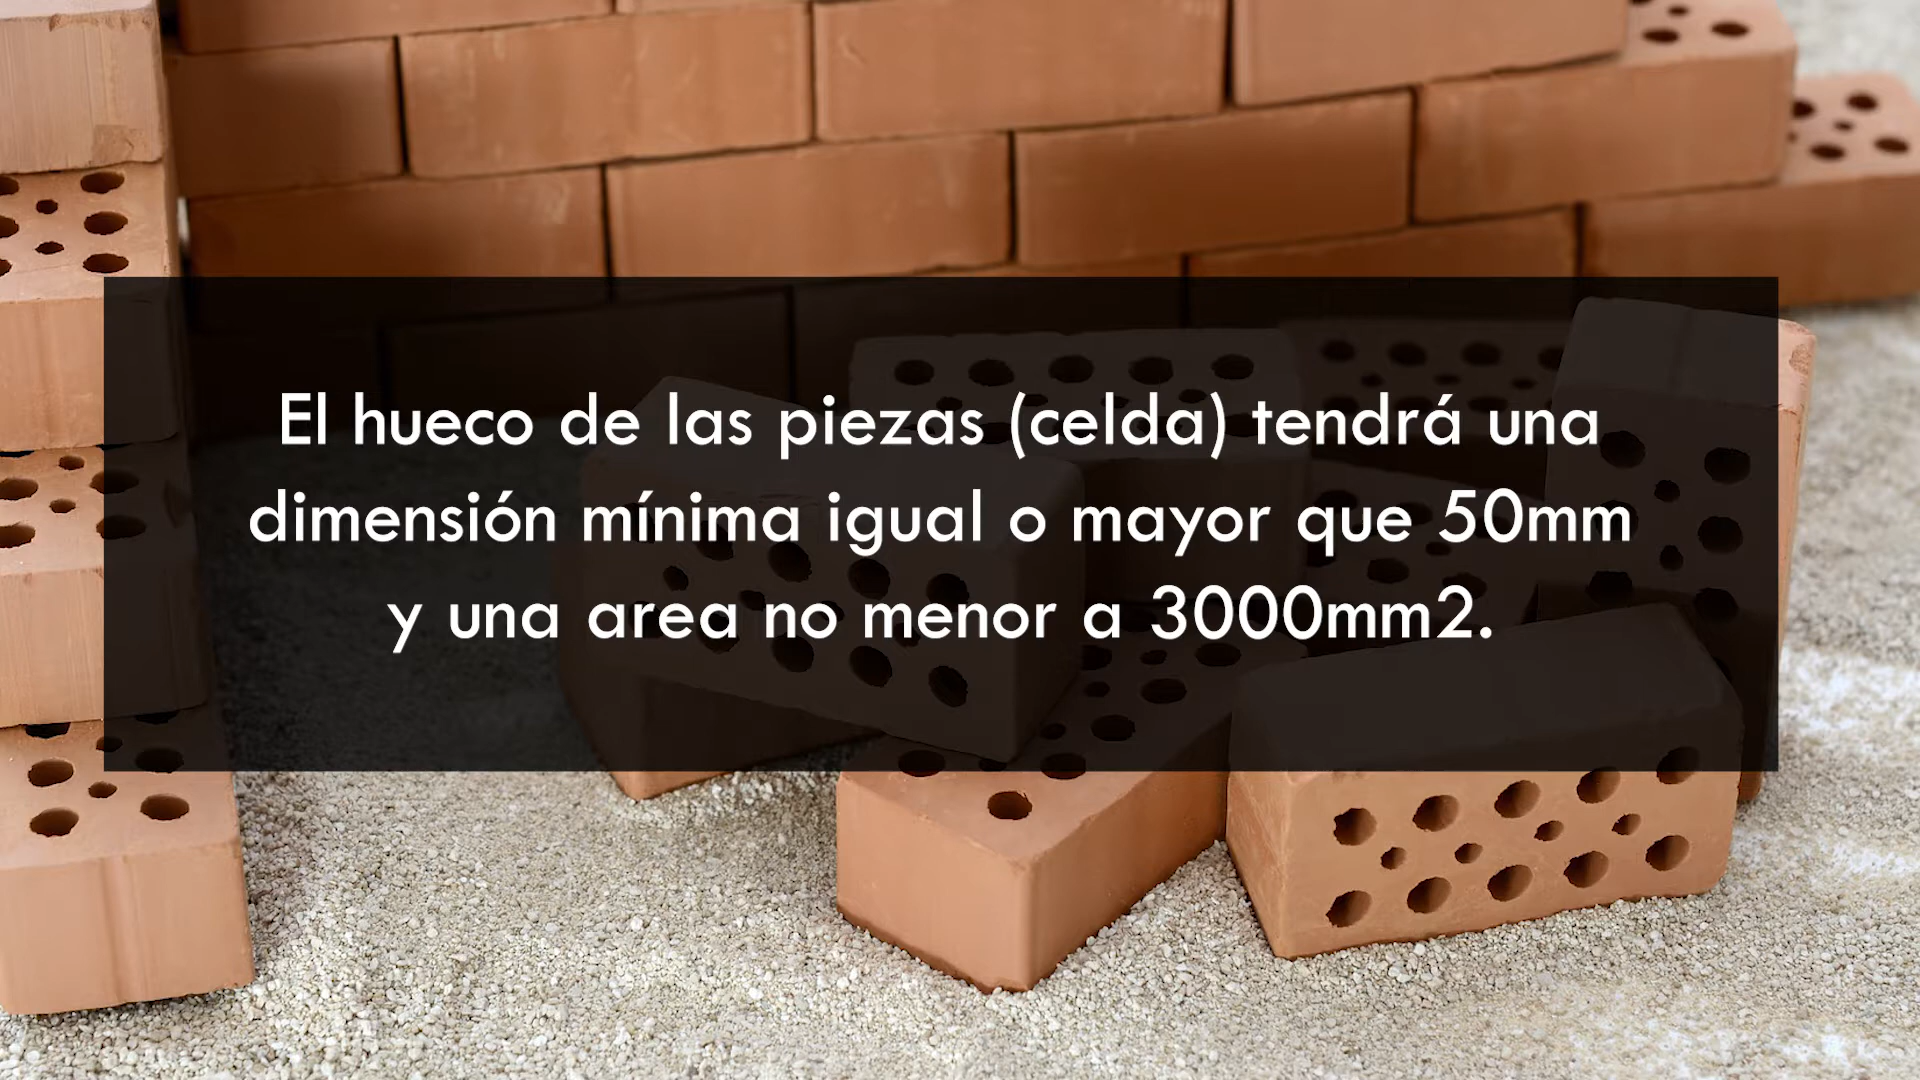 El hueco de las piezas (celda) tendrá una
dimensión mínima igual o mayor que 50mm
y una area no menor a 3000mm2.